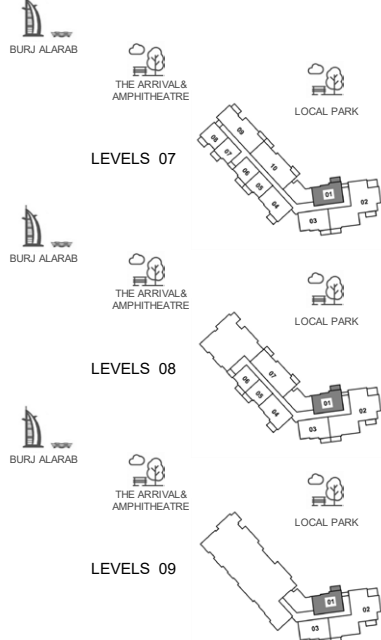 BURJ ALARAB
THE ARRIVAL&
AMPHITHEATRE
LOCAL PARK
LEVELS 07
09
08
07
10
06
05
04
01
02
03
BURJ ALARAB
THE ARRIVAL&
AMPHITHEATRE
LOCAL PARK
LEVELS 08
07
06
05
04
01
02
03
BURJ ALARAB
THE ARRIVAL&
AMPHITHEATRE
LOCAL PARK
LEVELS 09
01
02
03